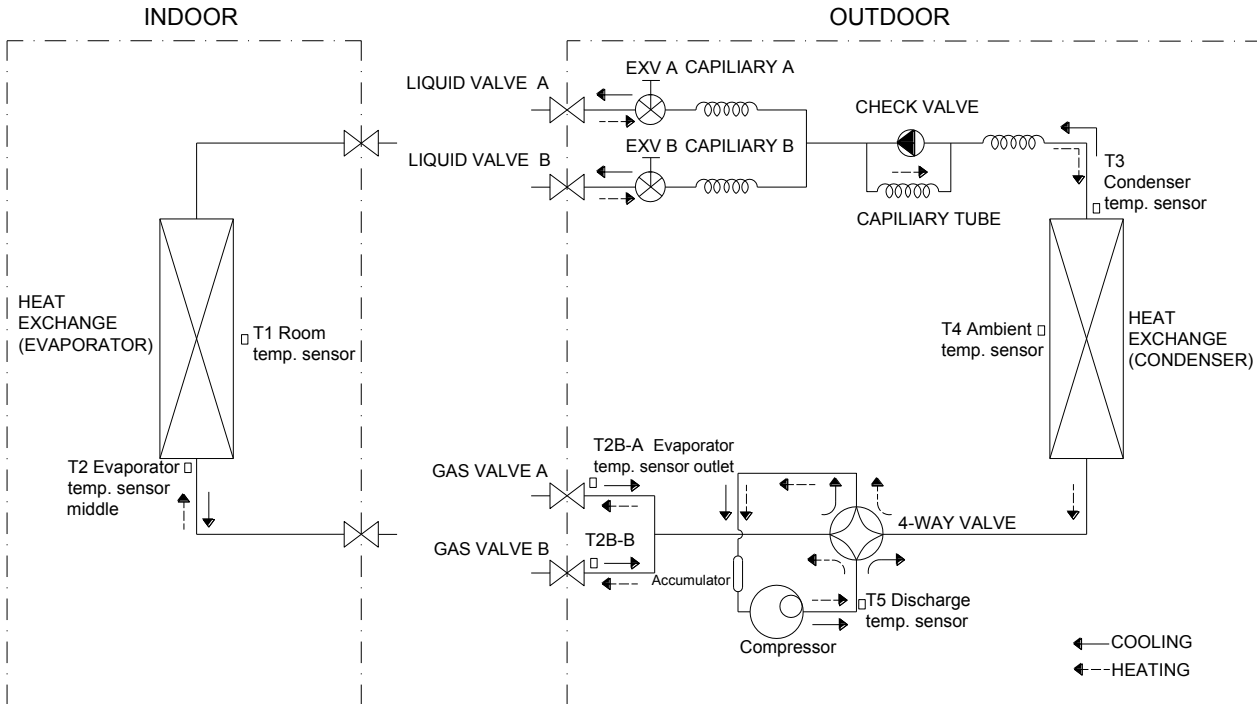 INDOOR
OUTDOOR
LIQUID VALVE A
EXV A CAPILIARY A
LIQUID VALVE B
EXV B CAPILIARY B
CHECK VALVE
CAPILIARY TUBE
T3
Condenser
temp. sensor
HEAT
EXCHANGE
(EVAPORATOR)
T1 Room
temp. sensor
T4 Ambient
temp. sensor
HEAT
EXCHANGE
(CONDENSER)
T2 Evaporator
temp. sensor
middle
GAS VALVE A
T2B-A Evaporator
temp. sensor outlet
4-WAY VALVE
GAS VALVE B
T2B-B
Accumulator
T5 Discharge
temp. sensor
Compressor
COOLING
HEATING